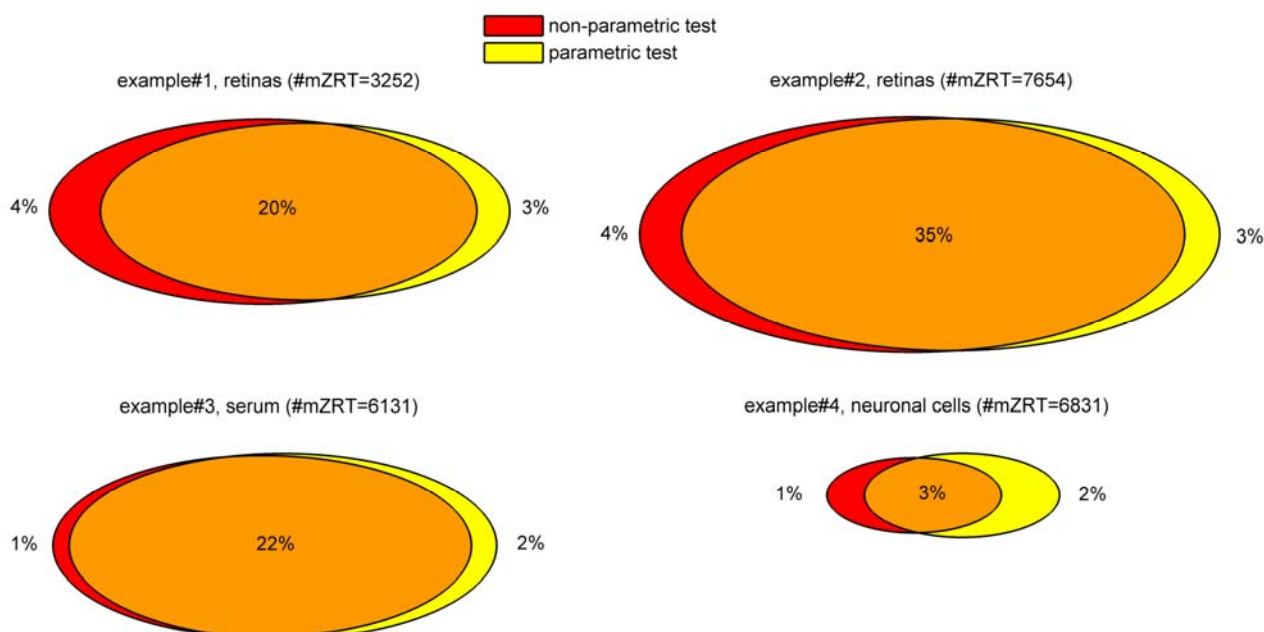 non-parametric test
parametric test
example#1, retinas (#mZRT=3252)
4%
20%
3%
example#2, retinas (#mZRT=7654)
4%
35%
3%
example#3, serum (#mZRT=6131)
1%
22%
2%
example#4, neuronal cells (#mZRT=6831)
1%
3%
2%